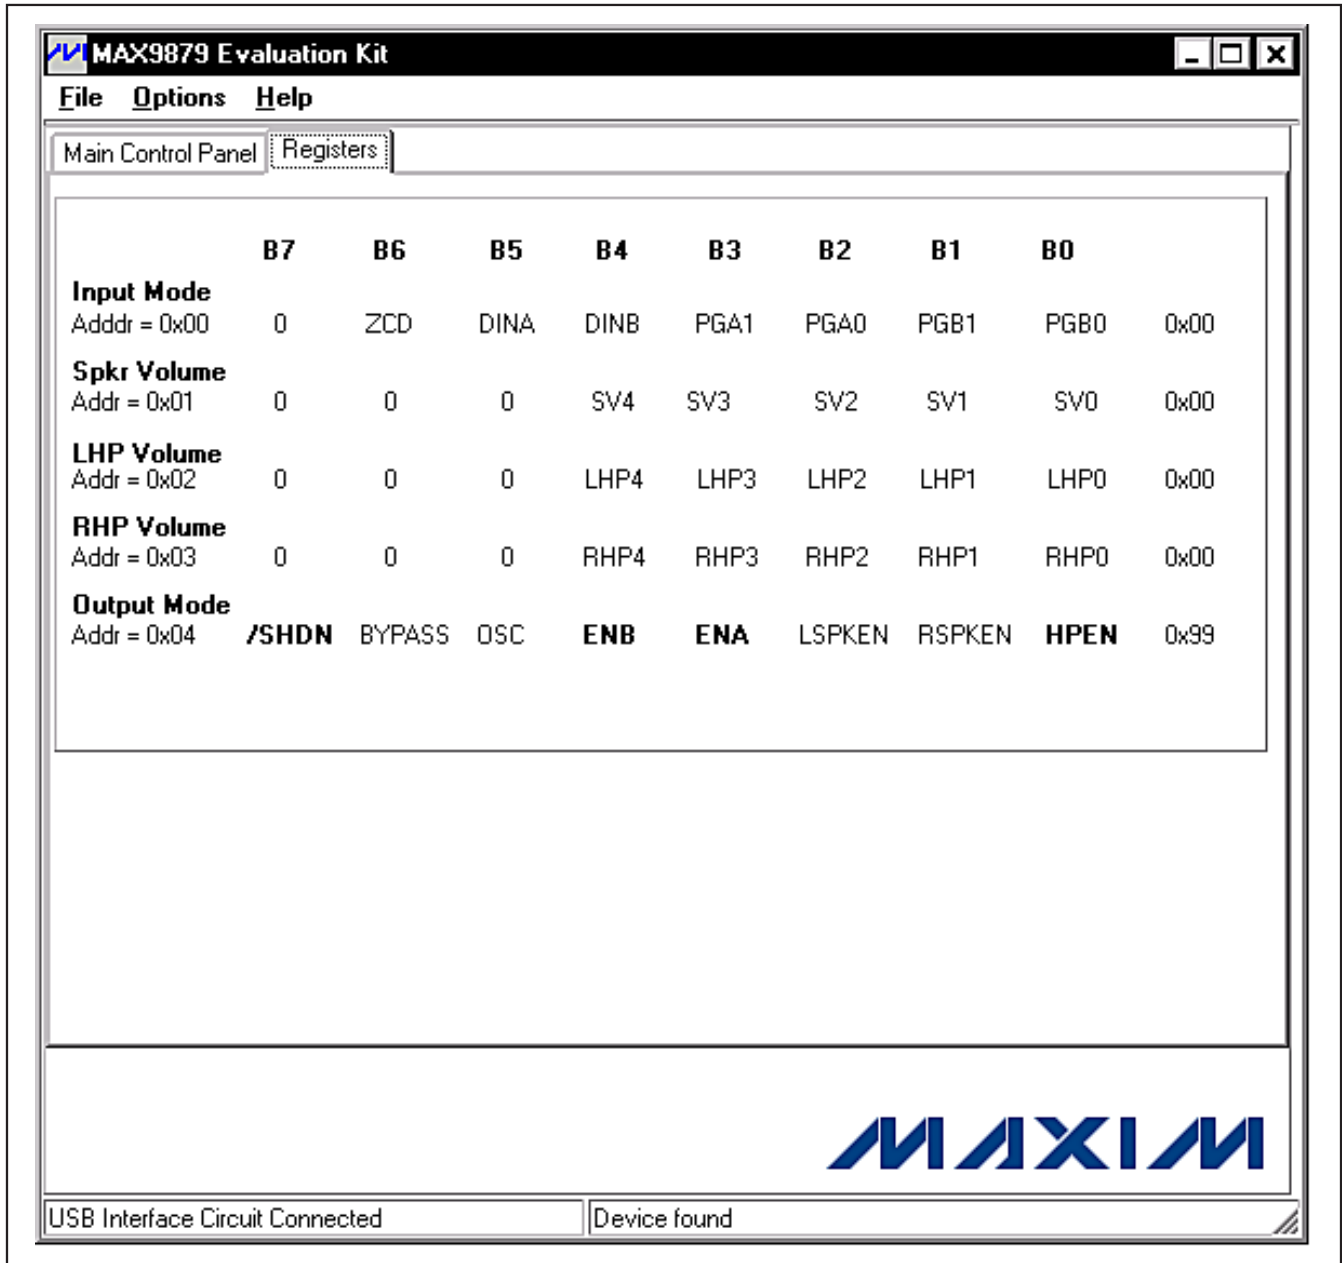 MAX9879 Evaluation Kit
File Options Help
Main Control Panel Registers
B7 B6 B5 B4 B3 B2 B1 B0
Input Mode
Adddr = 0x00 0 ZCD DINA DINB PGA1 PGA0 PGB1 PGB0 0x00
Spkr Volume
Addr = 0x01 0 0 0 SV4 SV3 SV2 SV1 SV0 0x00
LHP Volume
Addr = 0x02 0 0 0 LHP4 LHP3 LHP2 LHP1 LHP0 0x00
RHP Volume
Addr = 0x03 0 0 0 RHP4 RHP3 RHP2 RHP1 RHP0 0x00
Output Mode
Addr = 0x04 /SHDN BYPASS OSC ENB ENA LSPKEN RSPKEN HPEN 0x99
MAXIM
USB Interface Circuit Connected Device found